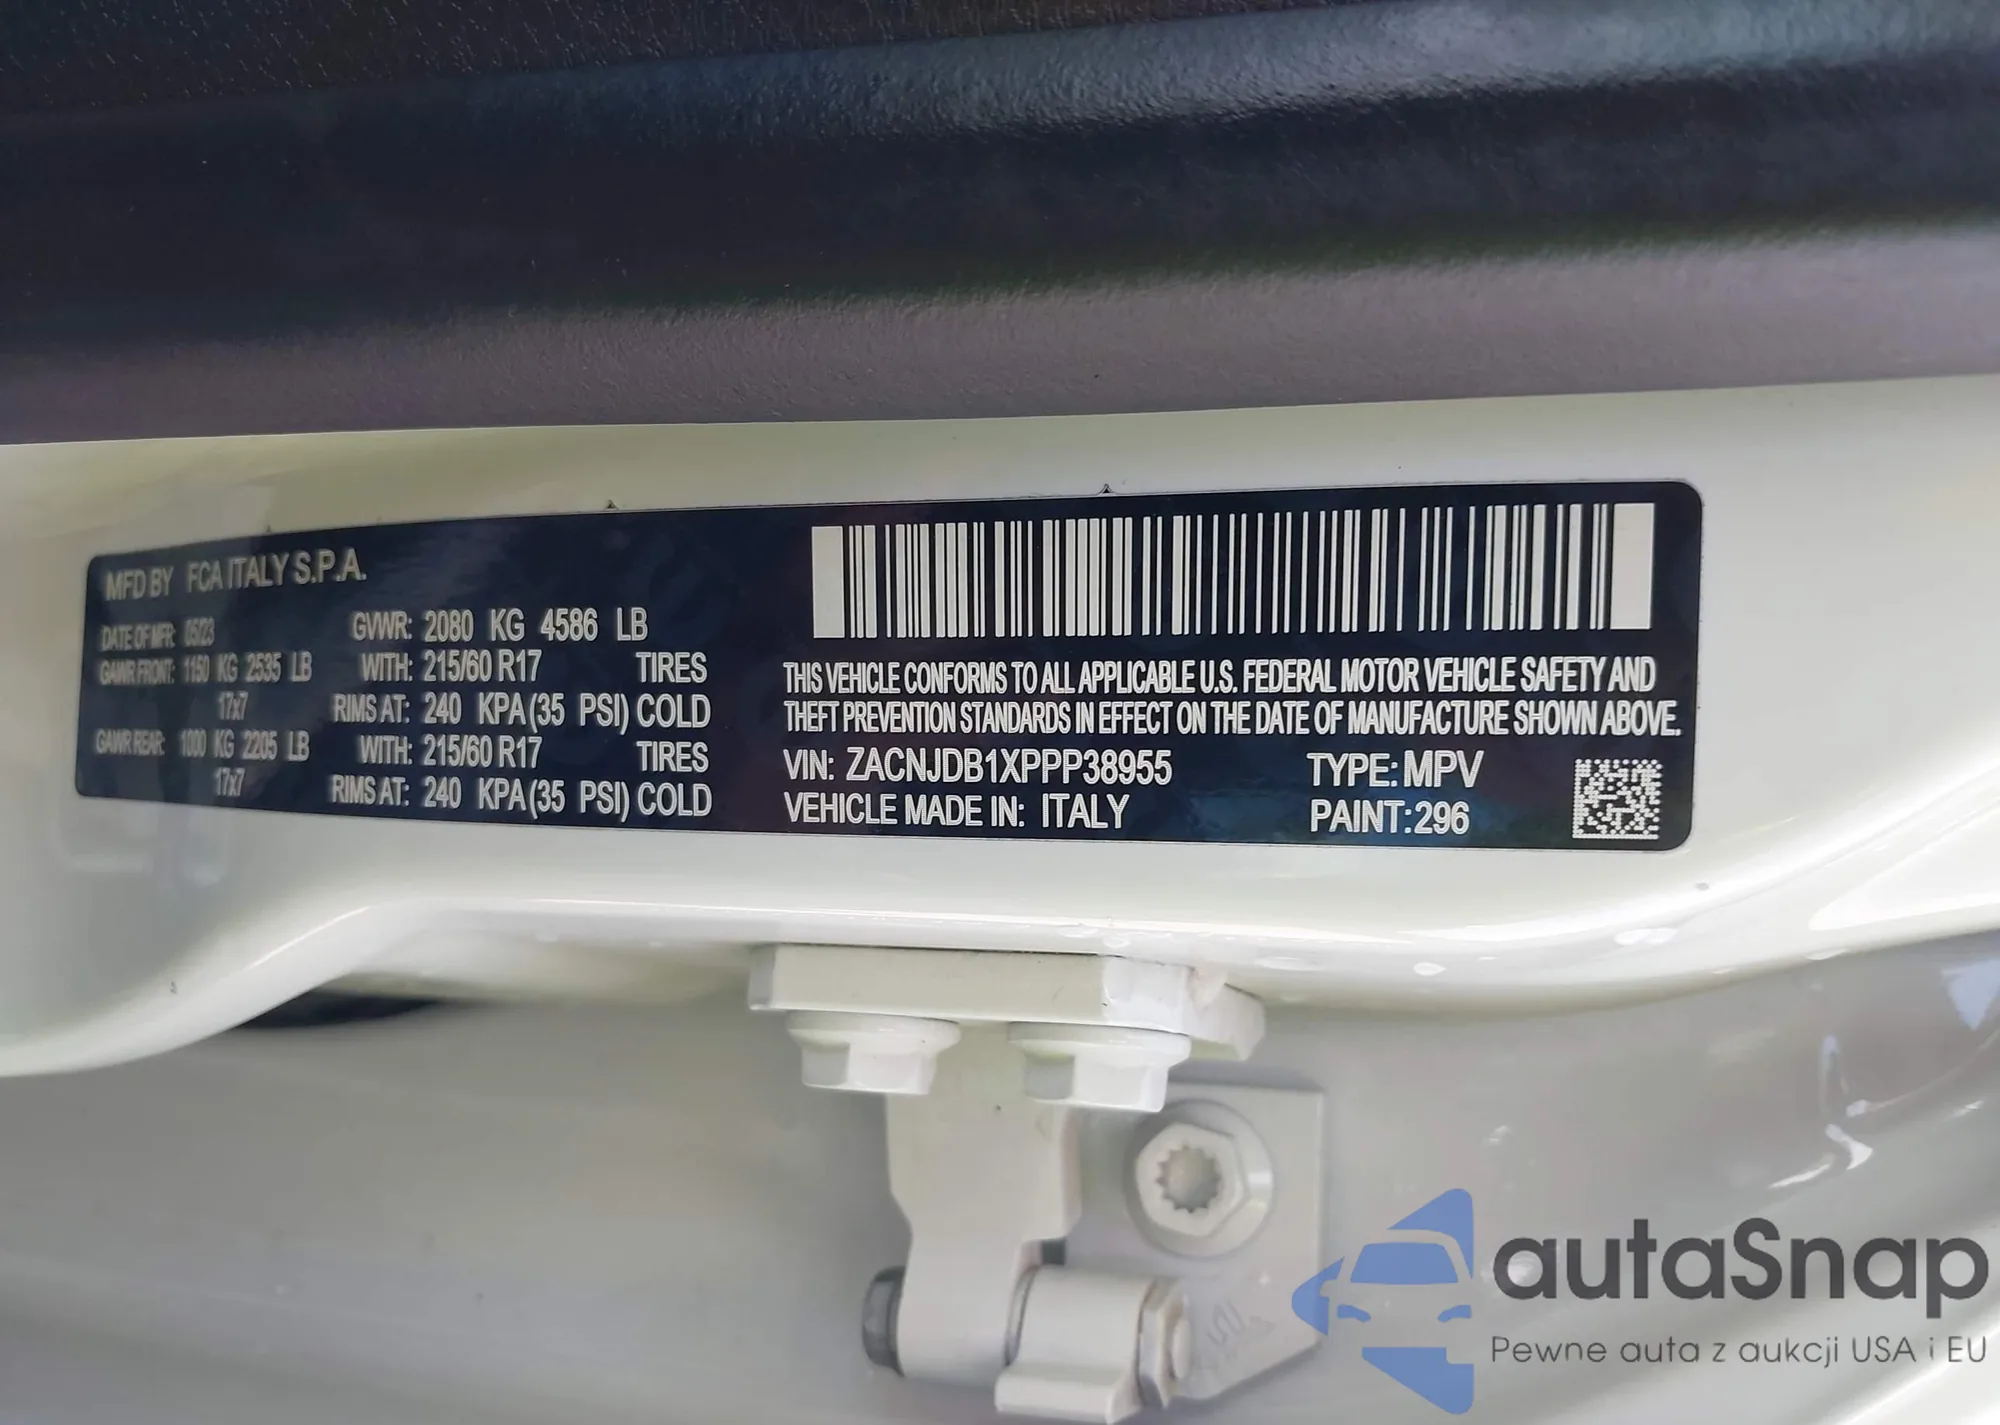 MFD BY FCA ITALY S.P.A.
DATE OF MFR: 05/23 GVWR: 2080 KG 4586 LB
GAWR FRONT: 1150 KG 2535 LB WITH: 215/60 R17 TIRES
17x7 RIMS AT: 240 KPA(35 PSI) COLD
GAWR REAR: 1000 KG 2205 LB WITH: 215/60 R17 TIRES
17x7 RIMS AT: 240 KPA(35 PSI) COLD
THIS VEHICLE CONFORMS TO ALL APPLICABLE U.S. FEDERAL MOTOR VEHICLE SAFETY AND
THEFT PREVENTION STANDARDS IN EFFECT ON THE DATE OF MANUFACTURE SHOWN ABOVE.
VIN: ZACNJDB1XPPP38955 TYPE: MPV
VEHICLE MADE IN: ITALY PAINT:296
autaSnap
Pewne auta z aukcji USA i EU